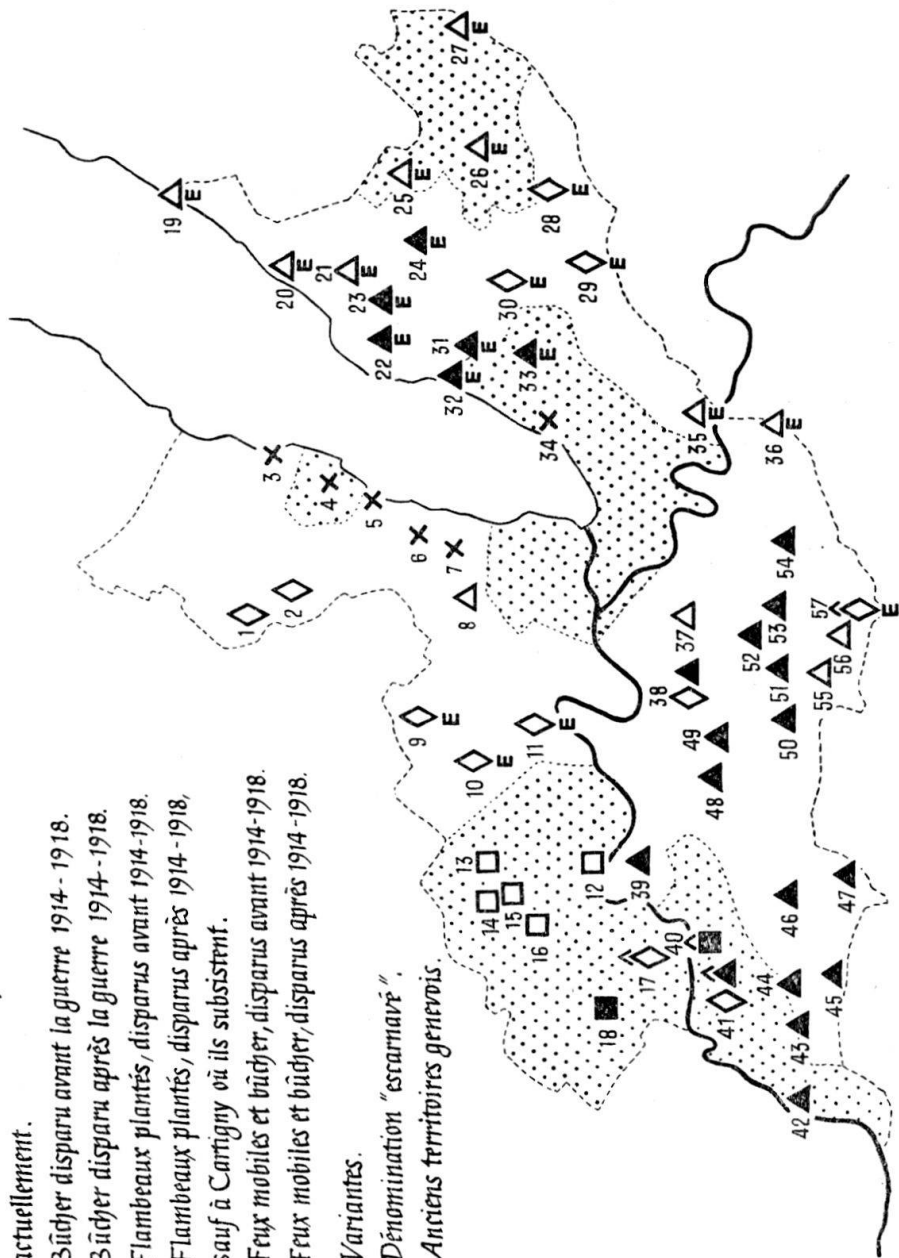 actuellement.
Bûcher disparu avant la guerre 1914-1918.
Bûcher disparu après la guerre 1914-1918.
Flambeaux plantés, disparus avant 1914-1918.
Flambeaux plantés, disparus après 1914-1918,
sauf à Cartigny où ils subsistent.
Feux mobiles et bûcher, disparus avant 1914-1918.
Feux mobiles et bûcher, disparus après 1914-1918.
Variantes.
Dénomination "escarnavé".
Anciens territoires genevois
1
2
3
4
5
6
7
8
9 E
10 E
11 E
12
13
14
15
16
17
18
19 E
20 E
21 E
22 E
23 E
24 E
25 E
26 E
27 E
28 E
29 E
30 E
31 E
32 E
33 E
34
35 E
36 E
37
38
39
40
41
42
43
44
45
46
47
48
49
50
51
52
53
54
55
56
57 E